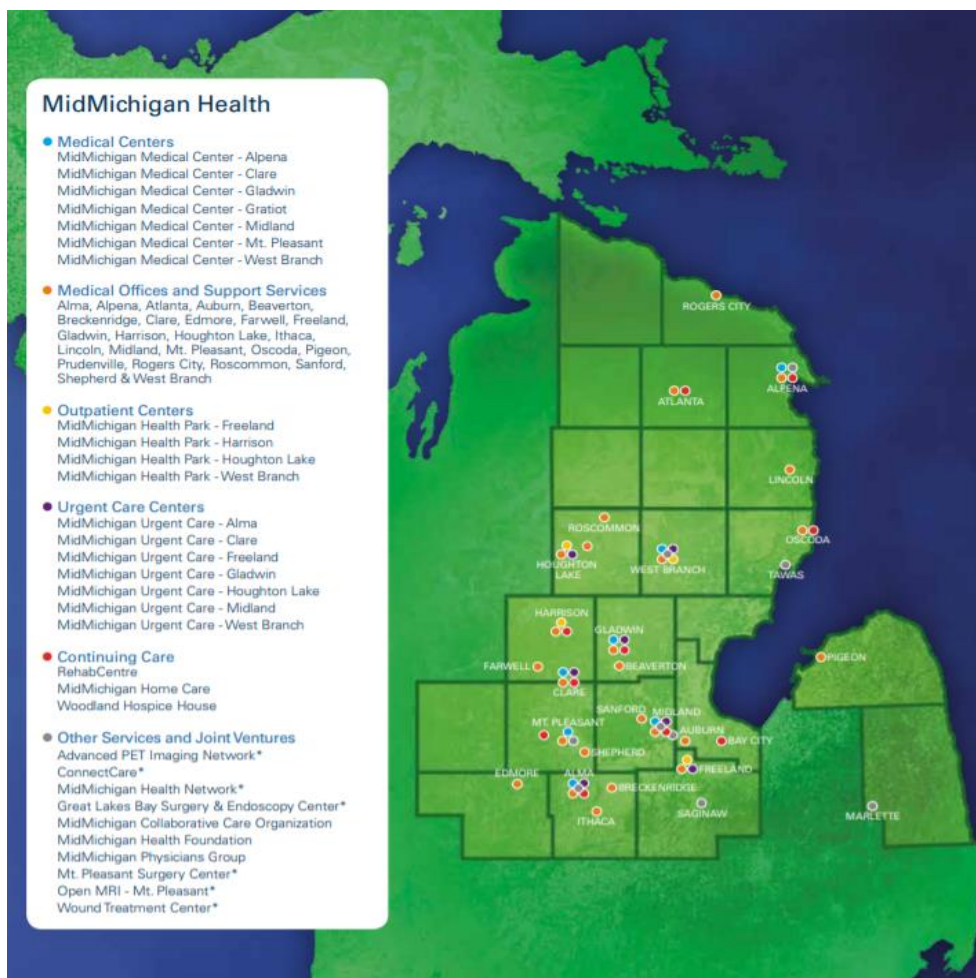 MidMichigan Health
Medical Centers
MidMichigan Medical Center - Alpena
MidMichigan Medical Center - Clare
MidMichigan Medical Center - Gladwin
MidMichigan Medical Center - Gratiot
MidMichigan Medical Center - Midland
MidMichigan Medical Center - Mt. Pleasant
MidMichigan Medical Center - West Branch
Medical Offices and Support Services
Alma, Alpena, Atlanta, Auburn, Beaverton,
Breckenridge, Clare, Edmore, Farwell, Freeland,
Gladwin, Harrison, Houghton Lake, Ithaca,
Lincoln, Midland, Mt. Pleasant, Oscoda, Pigeon,
Prudenville, Rogers City, Roscommon, Sanford,
Shepherd & West Branch
Outpatient Centers
MidMichigan Health Park - Freeland
MidMichigan Health Park - Harrison
MidMichigan Health Park - Houghton Lake
MidMichigan Health Park - West Branch
Urgent Care Centers
MidMichigan Urgent Care - Alma
MidMichigan Urgent Care - Clare
MidMichigan Urgent Care - Freeland
MidMichigan Urgent Care - Gladwin
MidMichigan Urgent Care - Houghton Lake
MidMichigan Urgent Care - Midland
MidMichigan Urgent Care - West Branch
Continuing Care
RehabCentre
MidMichigan Home Care
Woodland Hospice House
Other Services and Joint Ventures
Advanced PET Imaging Network*
ConnectCare*
MidMichigan Health Network*
Great Lakes Bay Surgery & Endoscopy Center*
MidMichigan Collaborative Care Organization
MidMichigan Health Foundation
MidMichigan Physicians Group
Mt. Pleasant Surgery Center*
Open MRI - Mt. Pleasant*
Wound Treatment Center*
ROGERS CITY
ALPENA
ATLANTA
LINCOLN
ROSCOMMON
OSCODA
HOUGHTON
LAKE
WEST BRANCH
TAWAS
HARRISON
GLADWIN
FARWELL
BEAVERTON
PIGEON
CLARE
SANFORD
MIDLAND
MT. PLEASANT
AUBURN
BAY CITY
SHEPHERD
FREELAND
EDMORE
ALMA
BRECKENRIDGE
SAGINAW
MARLETTE
ITHACA